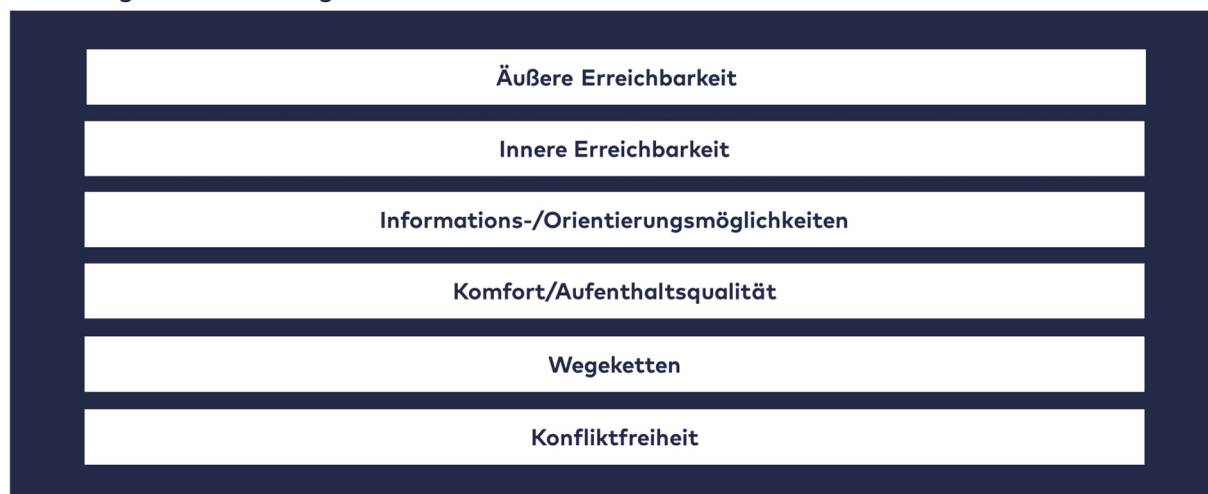 Äußere Erreichbarkeit
Innere Erreichbarkeit
Informations-/Orientierungsmöglichkeiten
Komfort/Aufenthaltsqualität
Wegeketten
Konfliktfreiheit